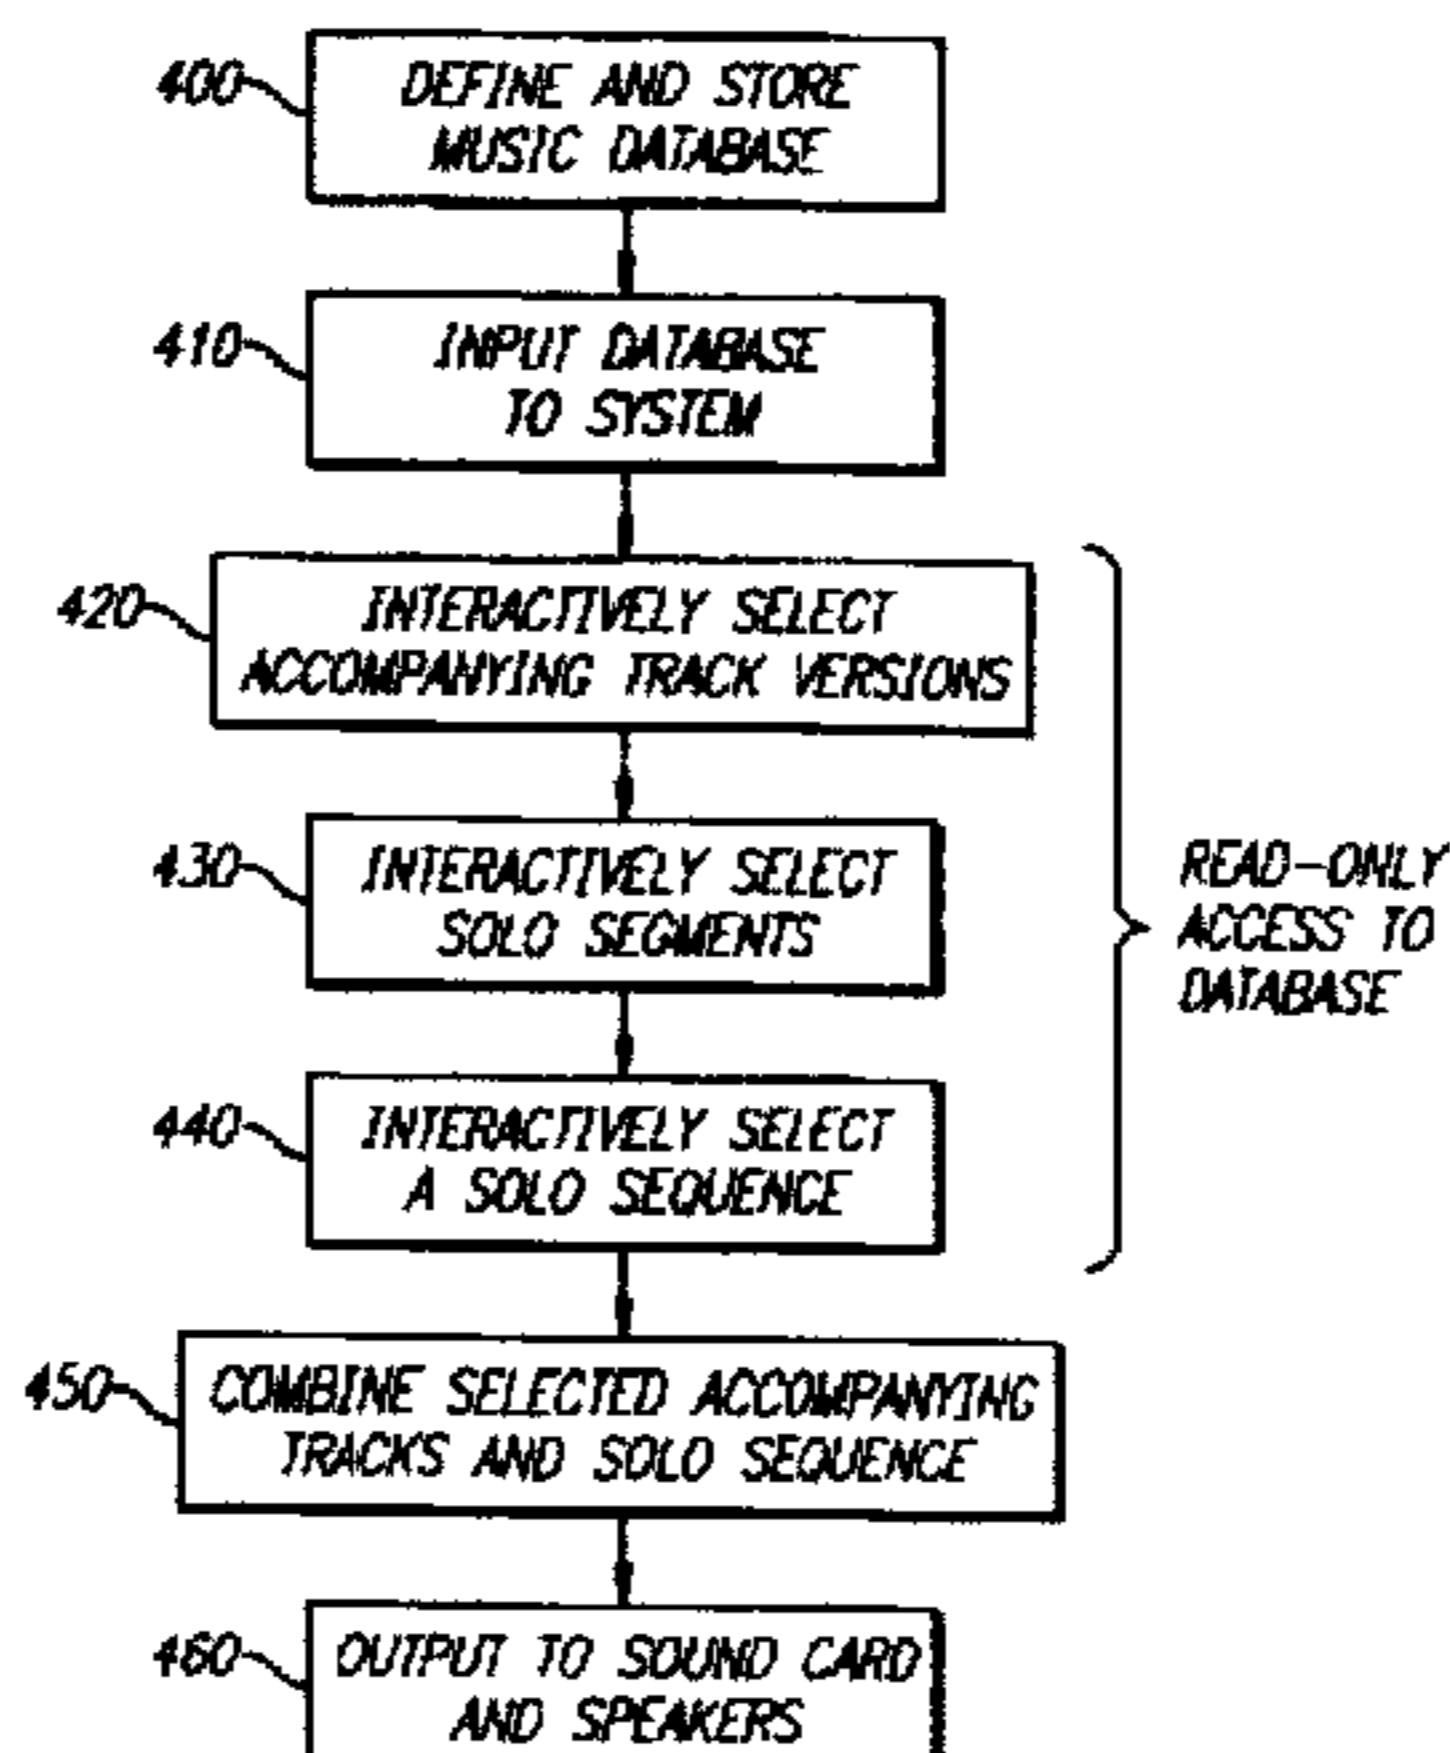 400
DEFINE AND STORE
MUSIC DATABASE
410
INPUT DATABASE
TO SYSTEM
420
INTERACTIVELY SELECT
ACCOMPANYING TRACK VERSIONS
430
INTERACTIVELY SELECT
SOLO SEGMENTS
READ-ONLY
ACCESS TO
DATABASE
440
INTERACTIVELY SELECT
A SOLO SEQUENCE
450
COMBINE SELECTED ACCOMPANYING
TRACKS AND SOLO SEQUENCE
460
OUTPUT TO SOUND CARD
AND SPEAKERS